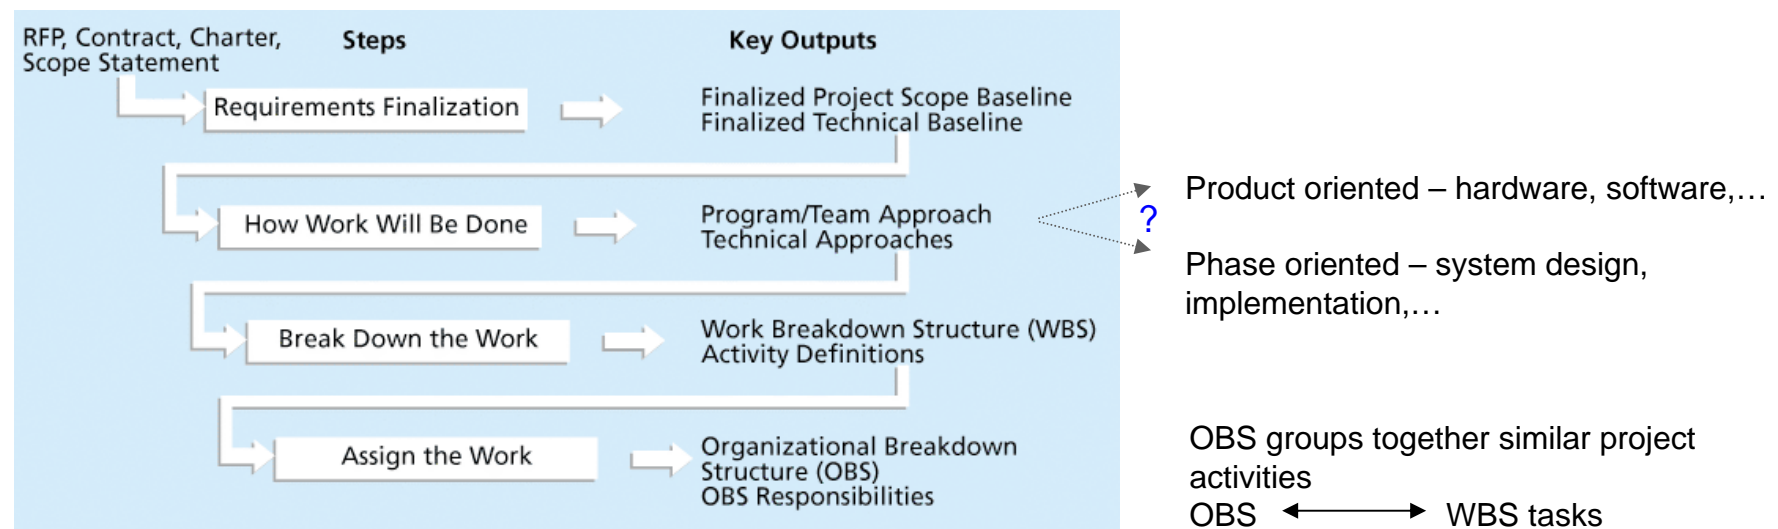 RFP, Contract, Charter,
Scope Statement
Steps
Key Outputs
Requirements Finalization
Finalized Project Scope Baseline
Finalized Technical Baseline
How Work Will Be Done
Program/Team Approach
Technical Approaches
?
Product oriented – hardware, software,…
Phase oriented – system design,
implementation,…
Break Down the Work
Work Breakdown Structure (WBS)
Activity Definitions
Assign the Work
Organizational Breakdown
Structure (OBS)
OBS Responsibilities
OBS groups together similar project
activities
OBS WBS tasks